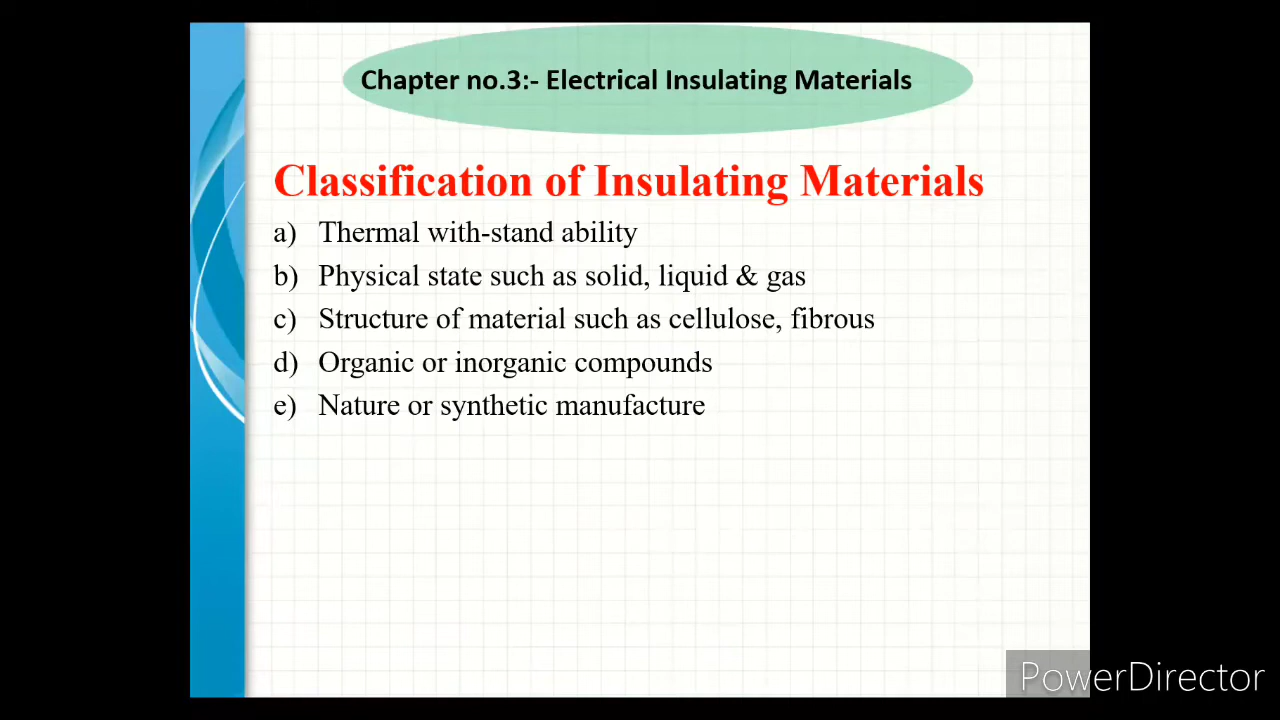 Chapter no.3:- Electrical Insulating Materials
Classification of Insulating Materials
a) Thermal with-stand ability
b) Physical state such as solid, liquid & gas
c) Structure of material such as cellulose, fibrous
d) Organic or inorganic compounds
e) Nature or synthetic manufacture
PowerDirector